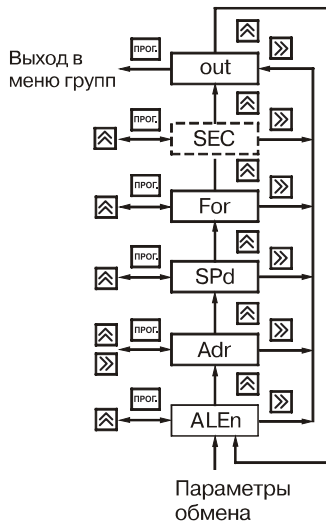 Выход в
меню групп
ПРОГ.
out
ПРОГ.
SEC
ПРОГ.
For
ПРОГ.
SPd
ПРОГ.
Adr
ПРОГ.
ALEn
Параметры
обмена